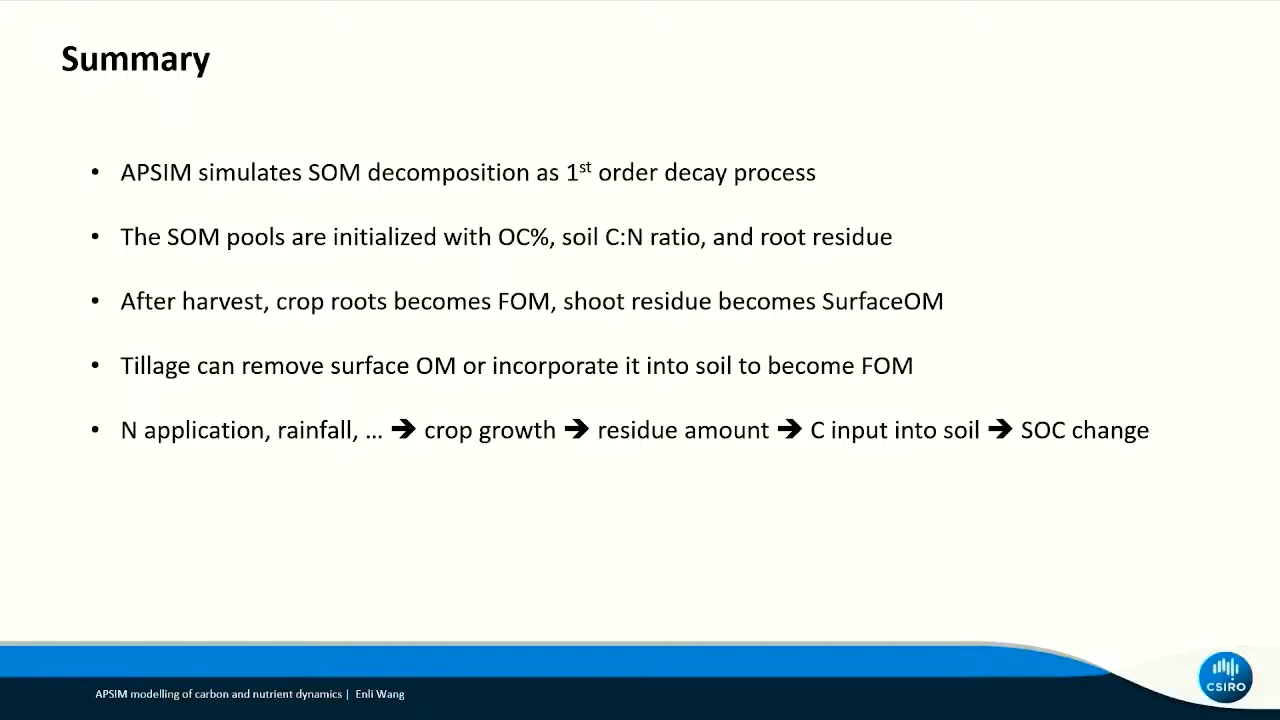 Summary
• APSIM simulates SOM decomposition as 1st order decay process
• The SOM pools are initialized with OC%, soil C:N ratio, and root residue
• After harvest, crop roots becomes FOM, shoot residue becomes SurfaceOM
• Tillage can remove surface OM or incorporate it into soil to become FOM
• N application, rainfall, ... ➔ crop growth ➔ residue amount ➔ C input into soil ➔ SOC change
APSIM modelling of carbon and nutrient dynamics | Enli Wang
CSIRO